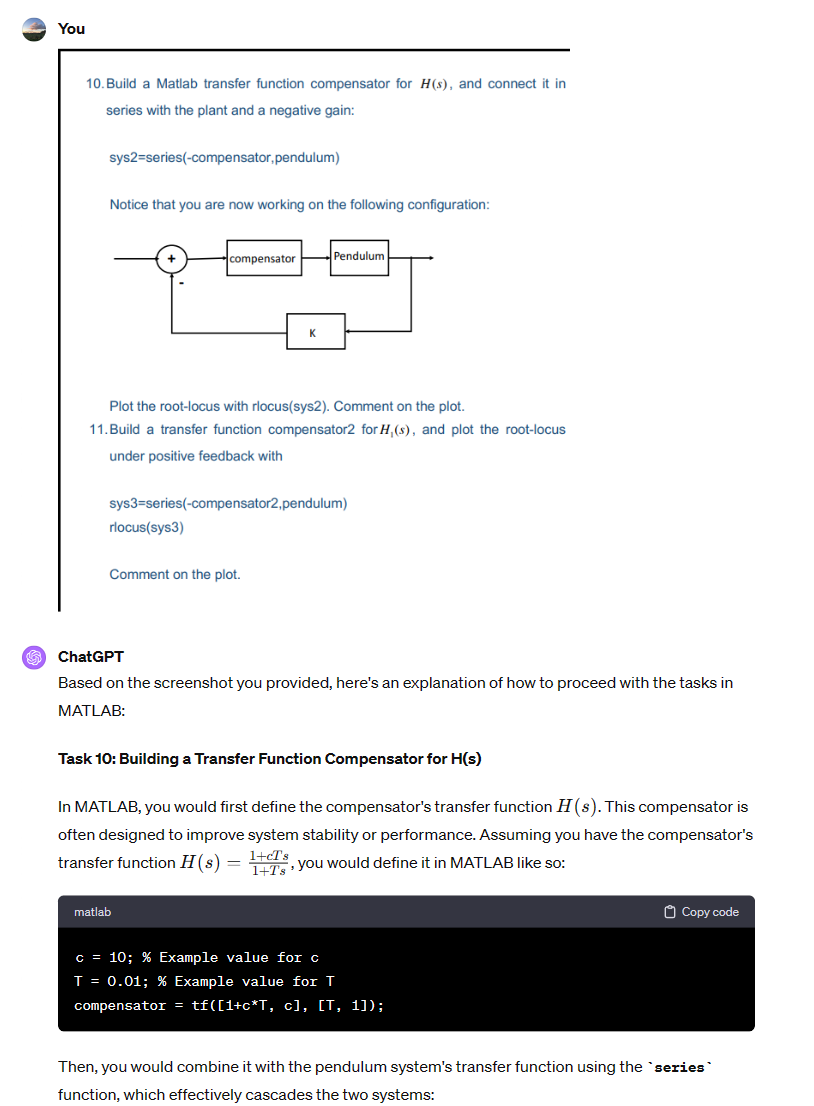 You
10. Build a Matlab transfer function compensator for H(s), and connect it in
series with the plant and a negative gain:
sys2=series(-compensator,pendulum)
Notice that you are now working on the following configuration:
+
compensator
Pendulum
-
K
Plot the root-locus with rlocus(sys2). Comment on the plot.
11. Build a transfer function compensator2 for H₁(s), and plot the root-locus
under positive feedback with
sys3=series(-compensator2,pendulum)
rlocus(sys3)
Comment on the plot.
ChatGPT
Based on the screenshot you provided, here's an explanation of how to proceed with the tasks in
MATLAB:
Task 10: Building a Transfer Function Compensator for H(s)
In MATLAB, you would first define the compensator's transfer function H(s). This compensator is
often designed to improve system stability or performance. Assuming you have the compensator's
transfer function H(s) = (1+cTs)/(1+Ts), you would define it in MATLAB like so:
matlab
Copy code
c = 10; % Example value for c
T = 0.01; % Example value for T
compensator = tf([1+c*T, c], [T, 1]);
Then, you would combine it with the pendulum system's transfer function using the `series`
function, which effectively cascades the two systems: